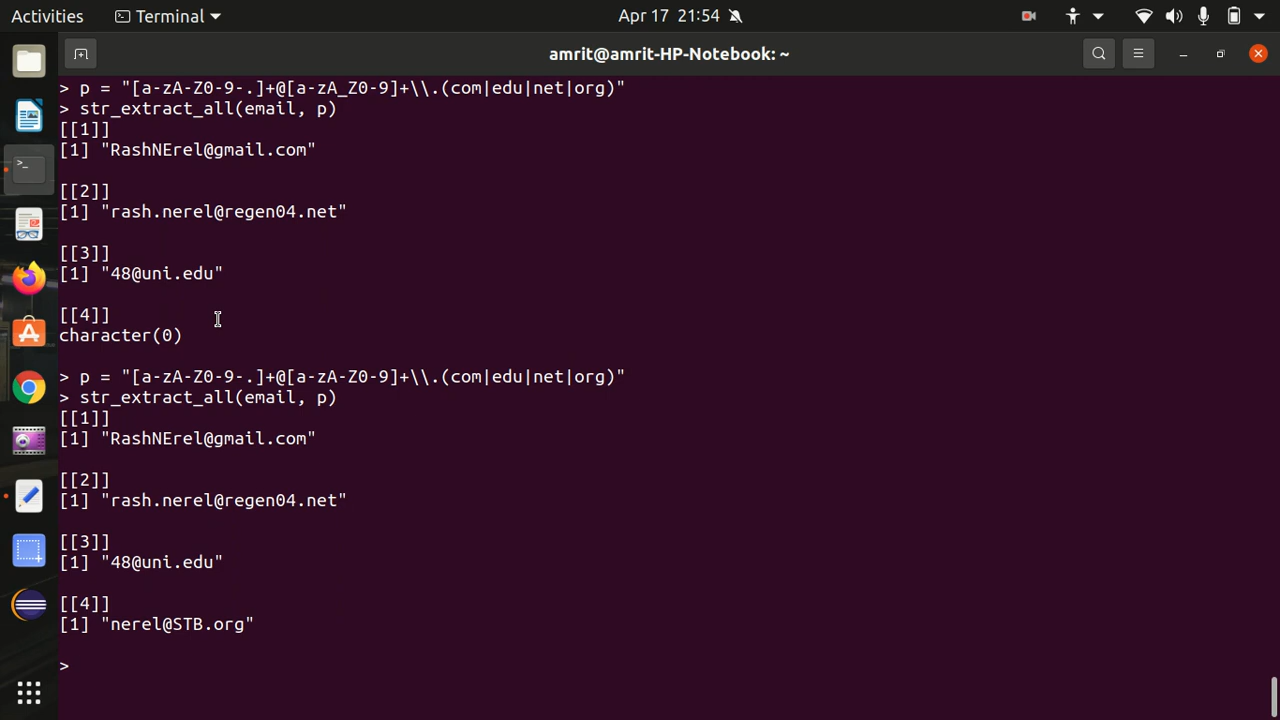 Activities
Terminal
Apr 17 21:54
amrit@amrit-HP-Notebook: ~
> p = "[a-zA-Z0-9-.]+@[a-zA_Z0-9]+\\.(com|edu|net|org)"
> str_extract_all(email, p)
[[1]]
[1] "RashNErel@gmail.com"
[[2]]
[1] "rash.nerel@regen04.net"
[[3]]
[1] "48@uni.edu"
[[4]]
character(0)
> p = "[a-zA-Z0-9-.]+@[a-zA-Z0-9]+\\.(com|edu|net|org)"
> str_extract_all(email, p)
[[1]]
[1] "RashNErel@gmail.com"
[[2]]
[1] "rash.nerel@regen04.net"
[[3]]
[1] "48@uni.edu"
[[4]]
[1] "nerel@STB.org"
>